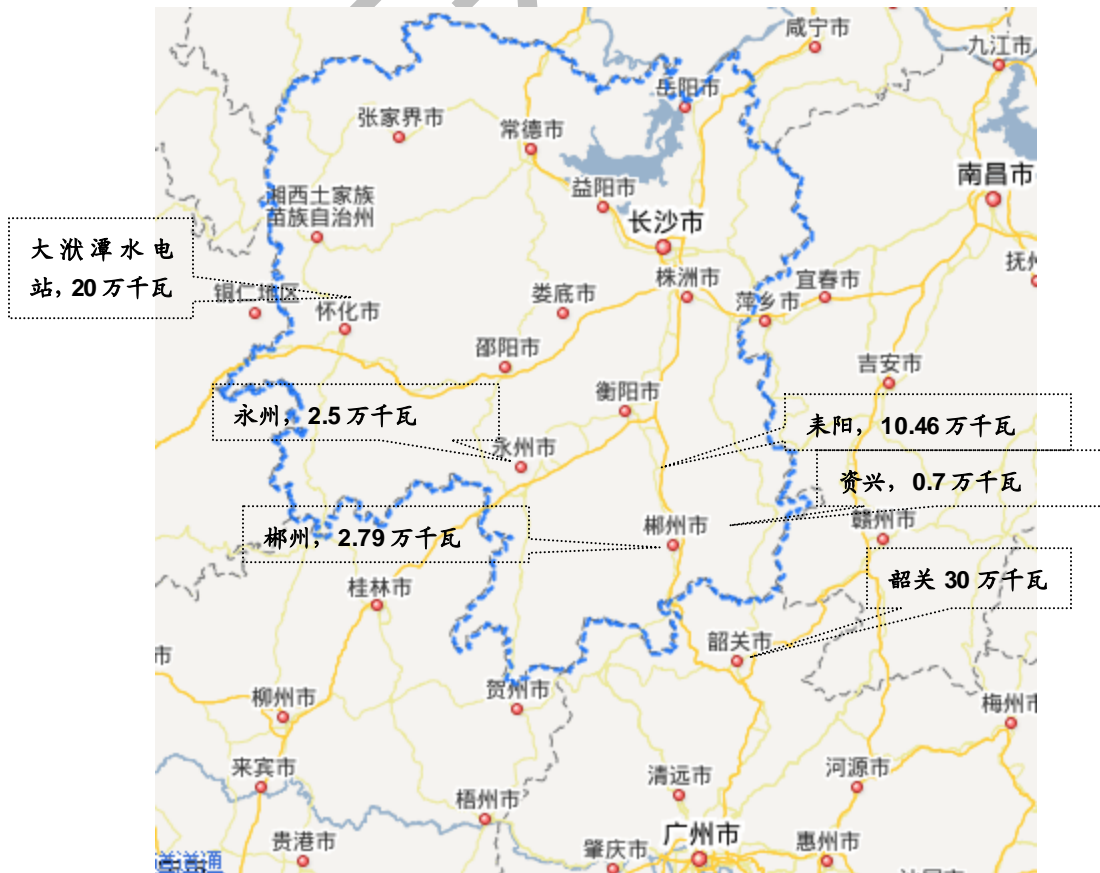 咸宁市
九江市
岳阳市
张家界市
常德市
南昌市
益阳市
湘西土家族
苗族自治州
长沙市
大洑潭水电
站，20万千瓦
抚州
株洲市
宜春市
铜仁地区
娄底市
萍乡市
怀化市
邵阳市
吉安市
衡阳市
永州，2.5万千瓦
耒阳，10.46万千瓦
永州市
资兴，0.7万千瓦
郴州市
赣州市
郴州，2.79万千瓦
韶关 30万千瓦
桂林市
韶关市
市
贺州市
柳州市
梅州市
来宾市
清远市
河源市
梧州市
广州市
贵港市
肇庆市
惠州市